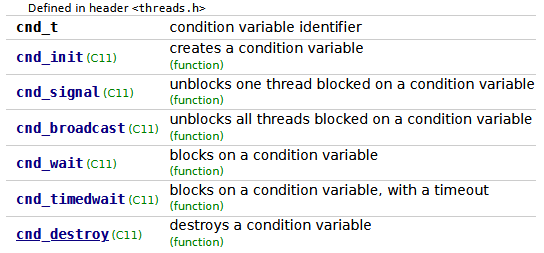 Defined in header <threads.h>
cnd_t condition variable identifier
cnd_init (C11) creates a condition variable
(function)
cnd_signal (C11) unblocks one thread blocked on a condition variable
(function)
cnd_broadcast (C11) unblocks all threads blocked on a condition variable
(function)
cnd_wait (C11) blocks on a condition variable
(function)
cnd_timedwait (C11) blocks on a condition variable, with a timeout
(function)
cnd_destroy (C11) destroys a condition variable
(function)